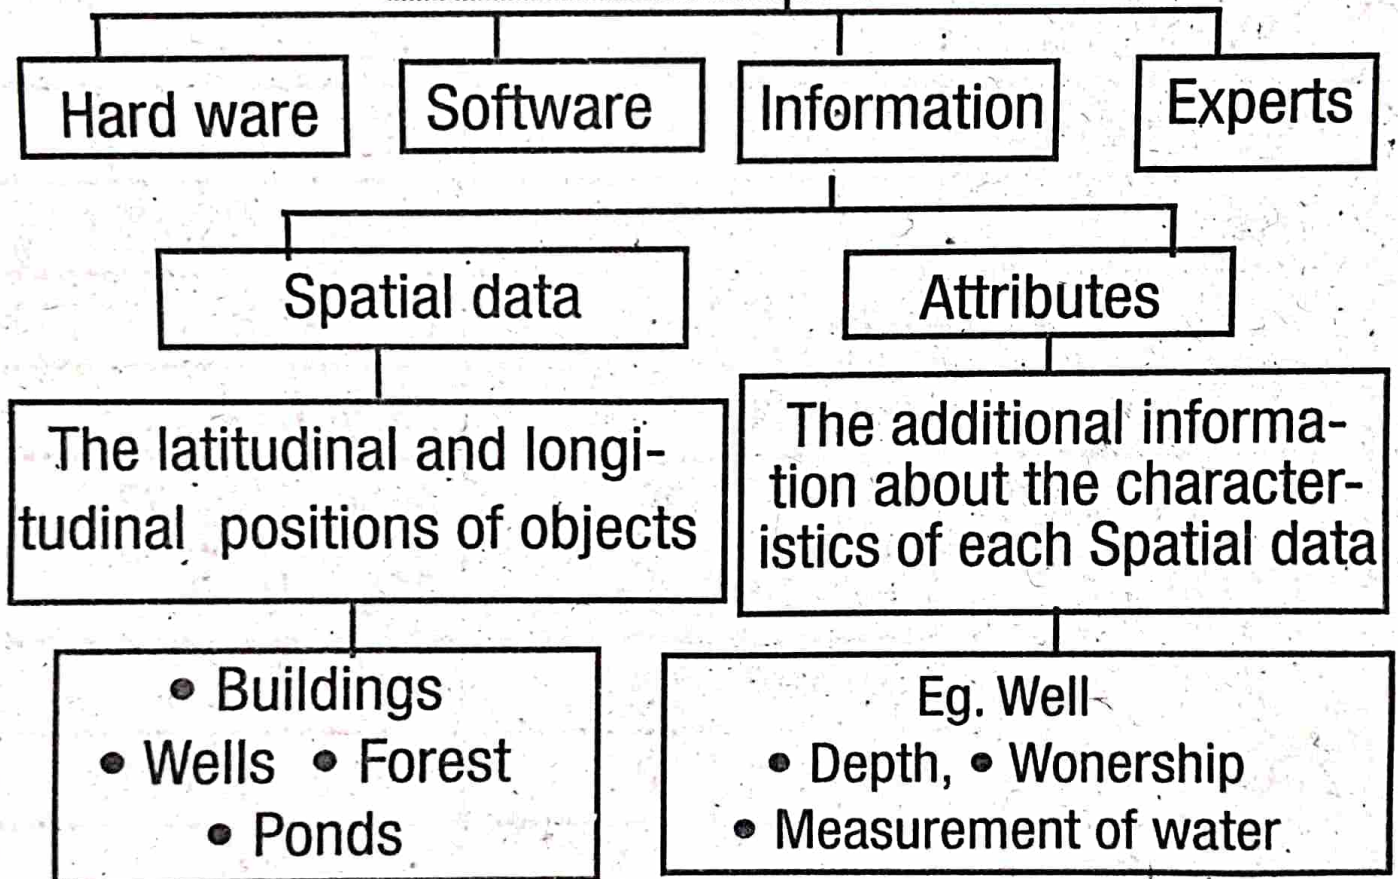 Hard ware
Software
Information
Experts
Spatial data
Attributes
The latitudinal and longi-
tudinal positions of objects
The additional informa-
tion about the character-
istics of each Spatial data
• Buildings
• Wells • Forest
• Ponds
Eg. Well
• Depth, • Wonership
• Measurement of water